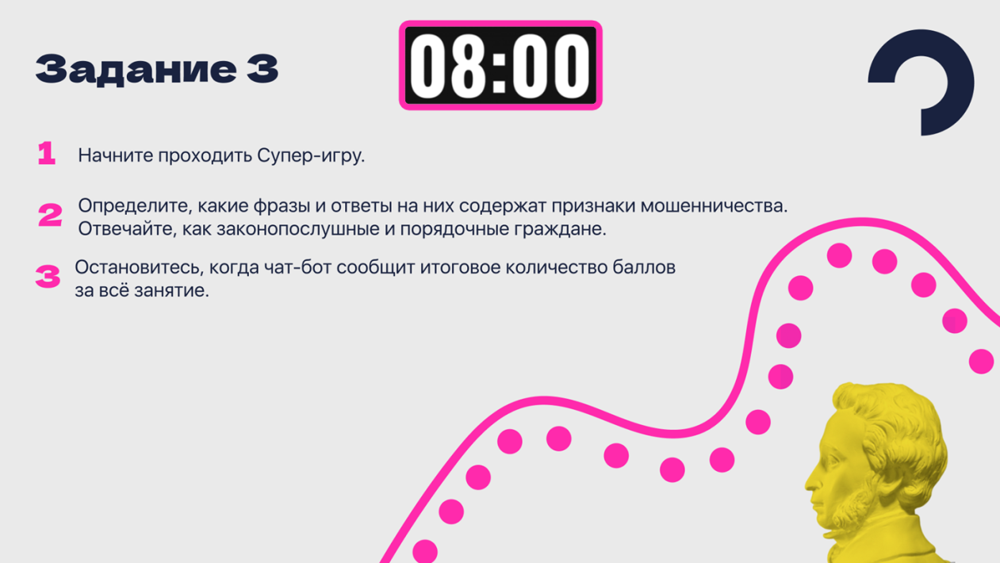 Задание 3
08:00
1 Начните проходить Супер-игру.
2 Определите, какие фразы и ответы на них содержат признаки мошенничества.
Отвечайте, как законопослушные и порядочные граждане.
3 Остановитесь, когда чат-бот сообщит итоговое количество баллов
за всё занятие.